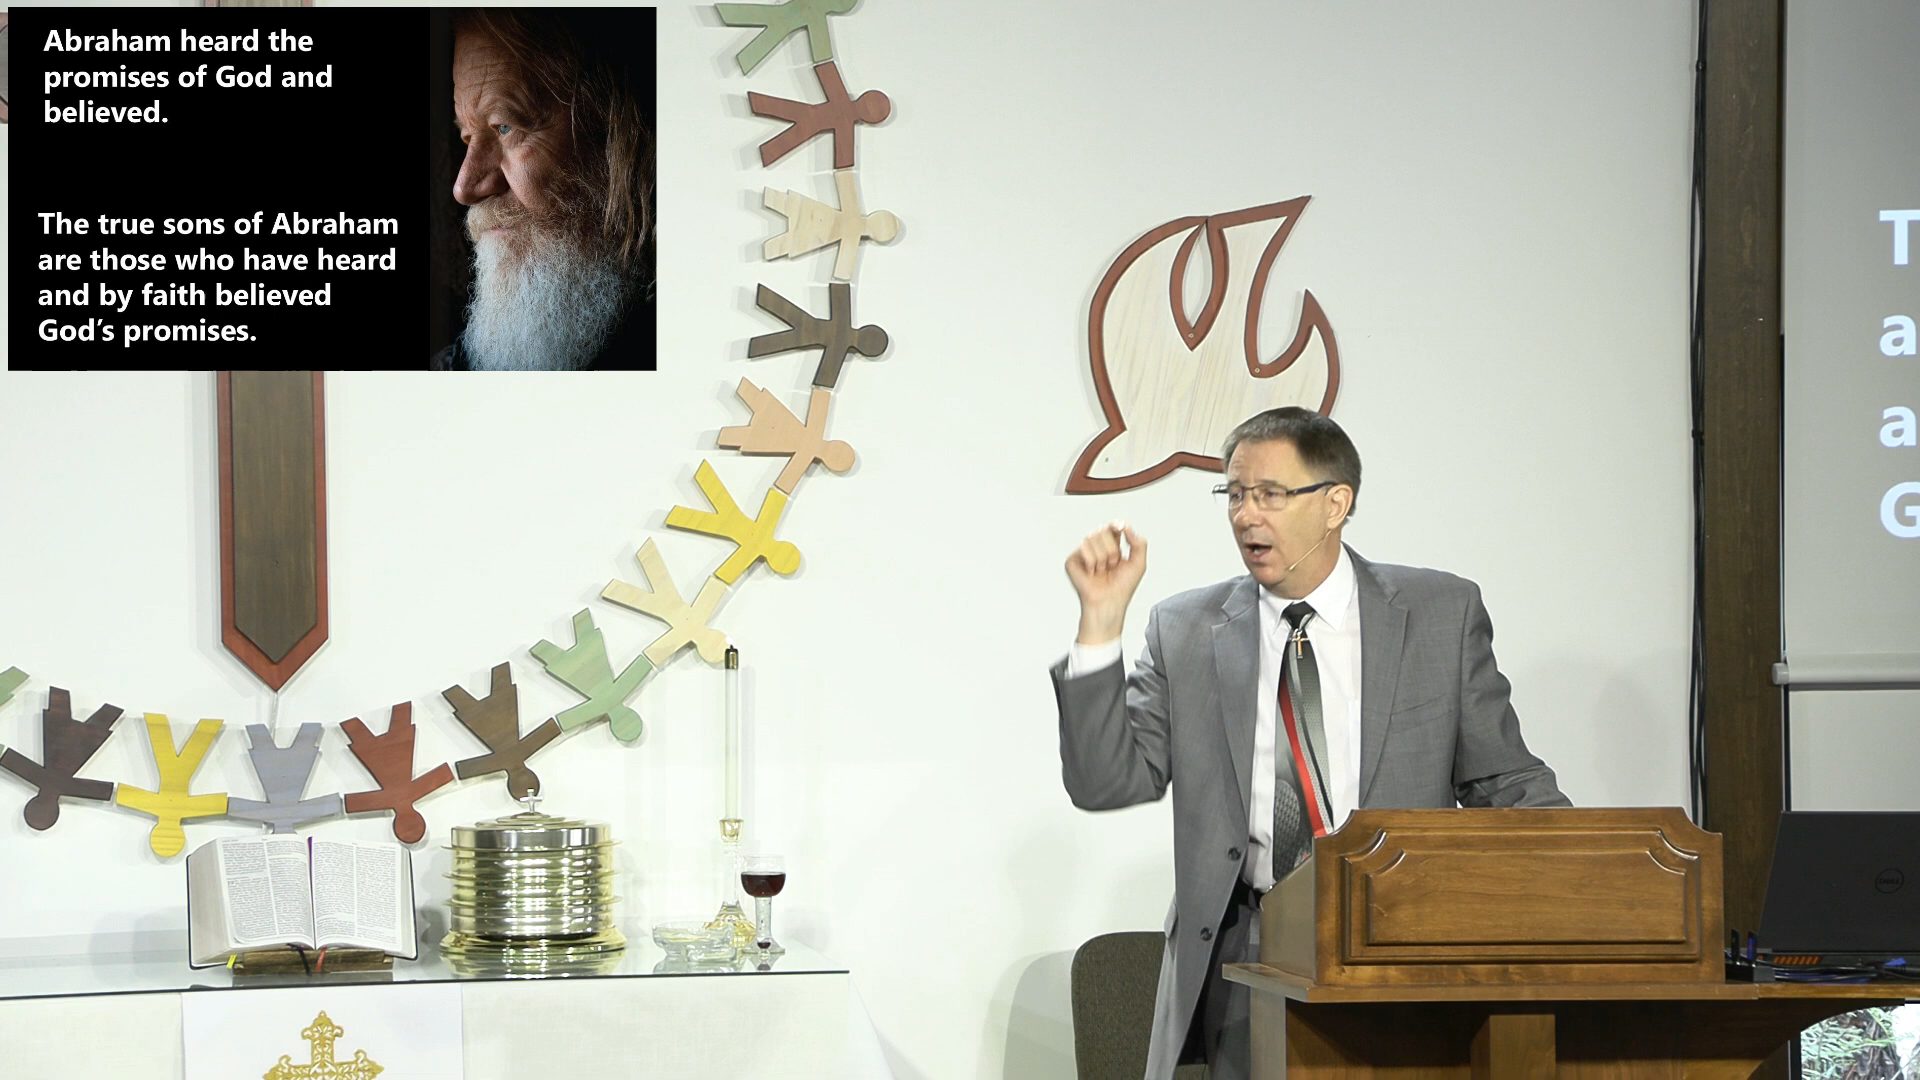 Abraham heard the
promises of God and
believed.
The true sons of Abraham
are those who have heard
and by faith believed
God’s promises.
T
a
a
G
DELL